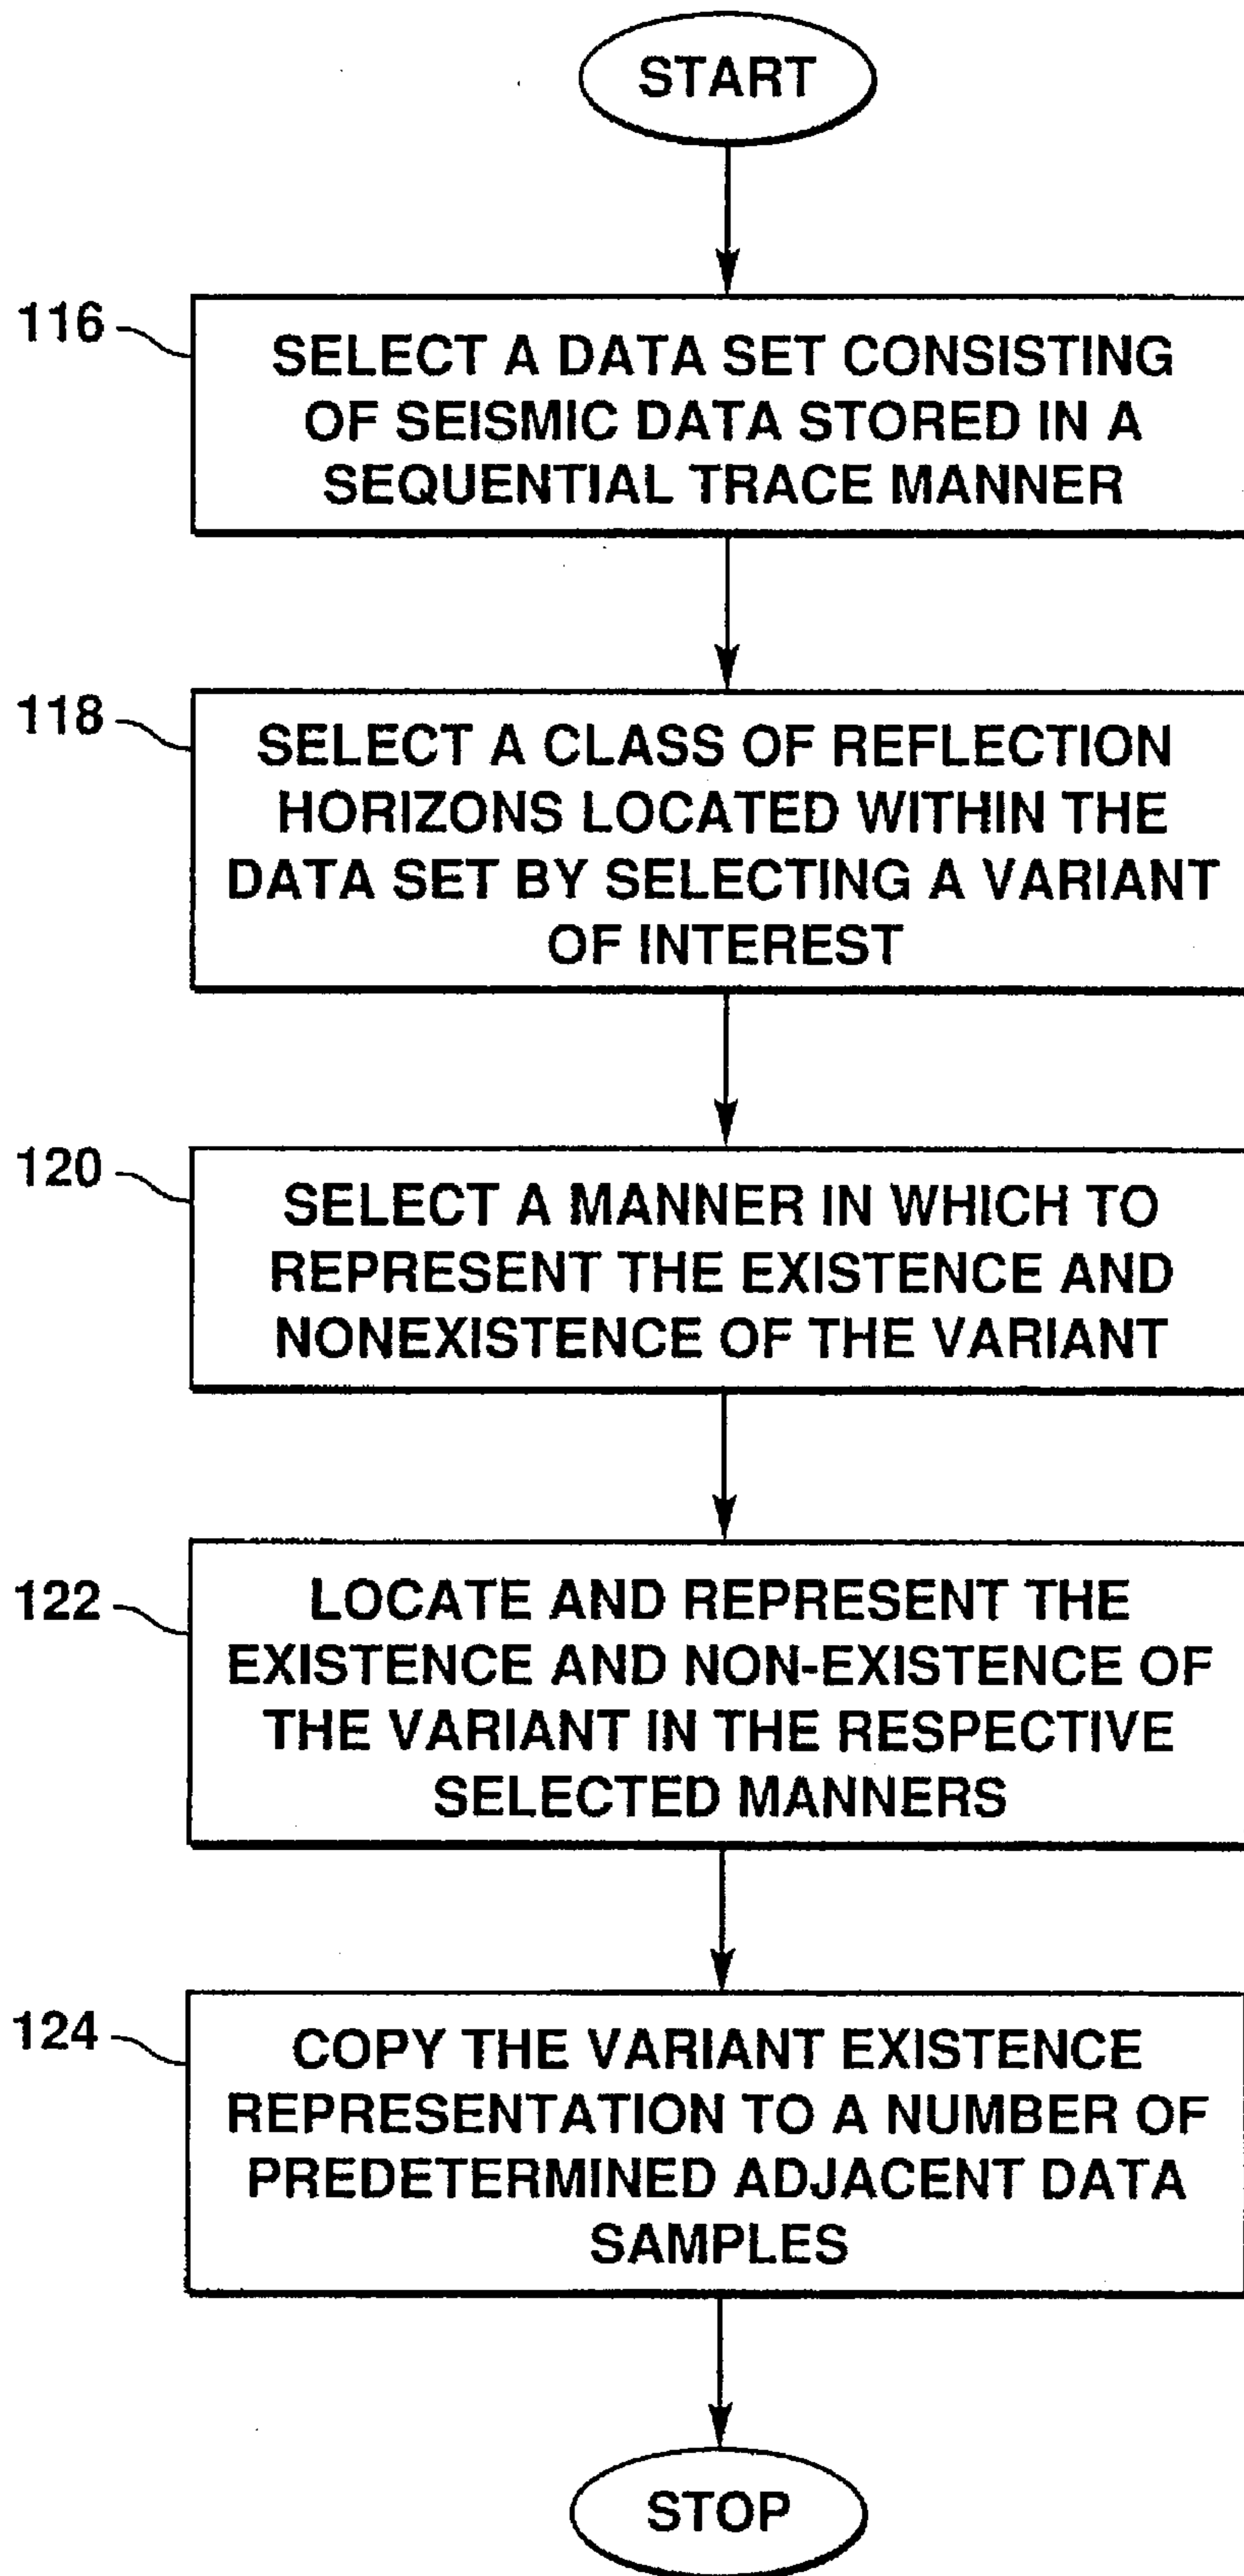 START
116
SELECT A DATA SET CONSISTING
OF SEISMIC DATA STORED IN A
SEQUENTIAL TRACE MANNER
118
SELECT A CLASS OF REFLECTION
HORIZONS LOCATED WITHIN THE
DATA SET BY SELECTING A VARIANT
OF INTEREST
120
SELECT A MANNER IN WHICH TO
REPRESENT THE EXISTENCE AND
NONEXISTENCE OF THE VARIANT
122
LOCATE AND REPRESENT THE
EXISTENCE AND NON-EXISTENCE OF
THE VARIANT IN THE RESPECTIVE
SELECTED MANNERS
124
COPY THE VARIANT EXISTENCE
REPRESENTATION TO A NUMBER OF
PREDETERMINED ADJACENT DATA
SAMPLES
STOP